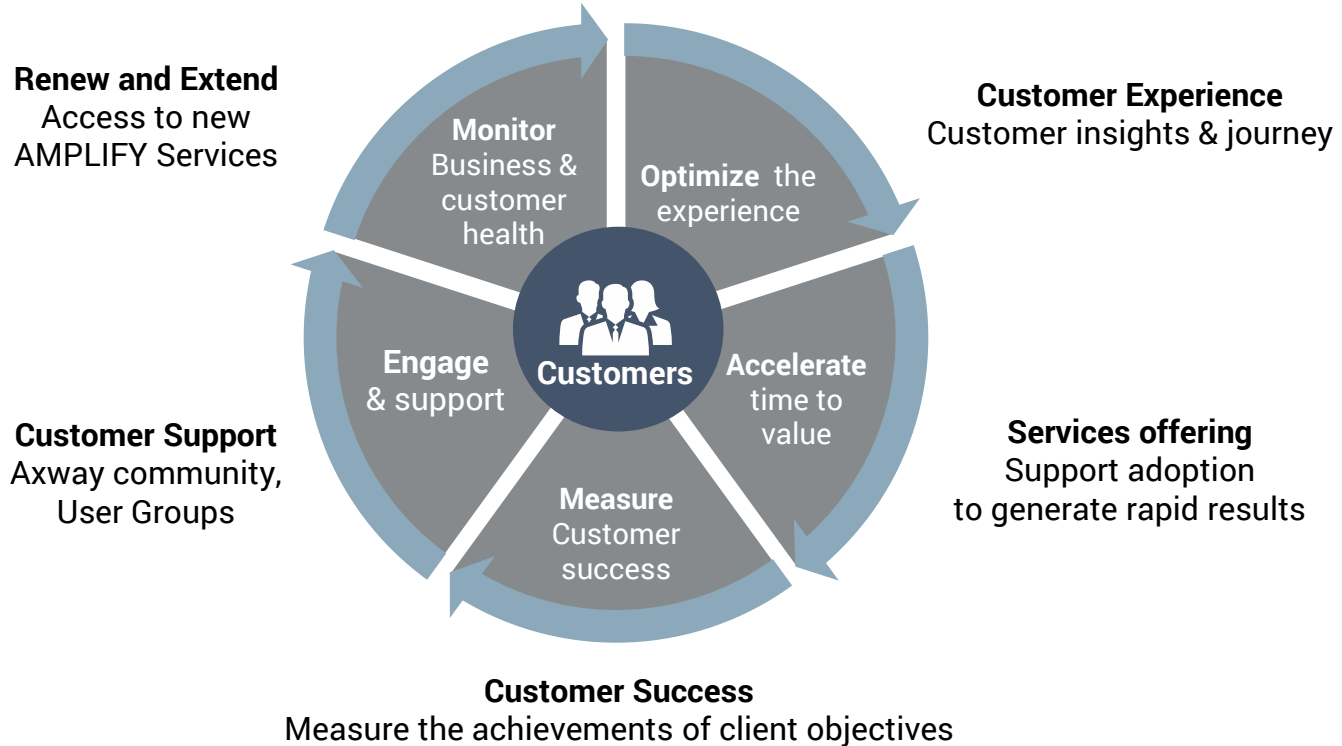 Renew and Extend
Access to new
AMPLIFY Services
Monitor
Business &
customer
health
Optimize the
experience
Customer Experience
Customer insights & journey
Engage
& support
Customers
Accelerate
time to
value
Customer Support
Axway community,
User Groups
Measure
Customer
success
Services offering
Support adoption
to generate rapid results
Customer Success
Measure the achievements of client objectives